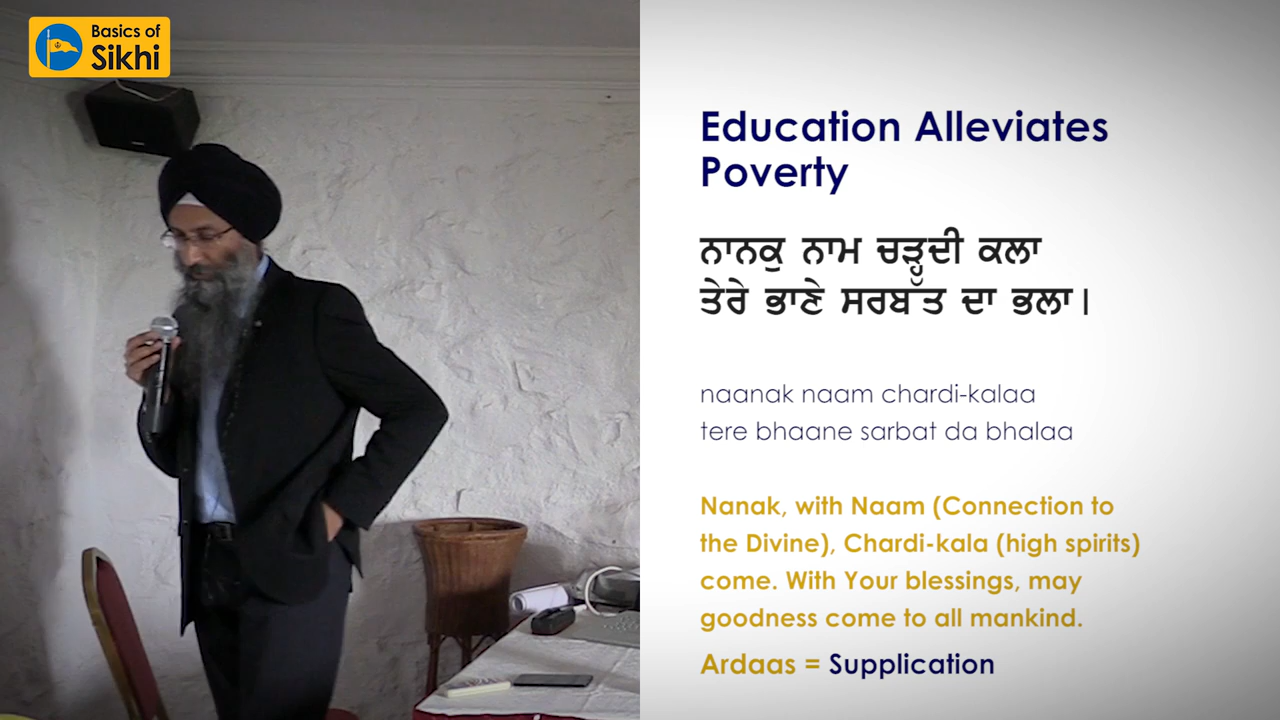 Basics of
Sikhi
Education Alleviates
Poverty
ਨਾਨਕੁ ਨਾਮ ਚੜ੍ਹਦੀ ਕਲਾ
ਤੇਰੇ ਭਾਣੇ ਸਰਬੱਤ ਦਾ ਭਲਾ।
naanak naam chardi-kalaa
tere bhaane sarbat da bhalaa
Nanak, with Naam (Connection to
the Divine), Chardi-kala (high spirits)
come. With Your blessings, may
goodness come to all mankind.
Ardaas = Supplication